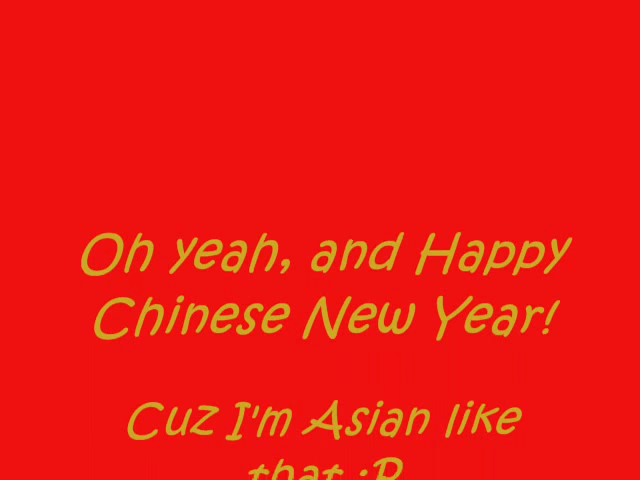 Oh yeah, and Happy
Chinese New Year!
Cuz I'm Asian like
that :P